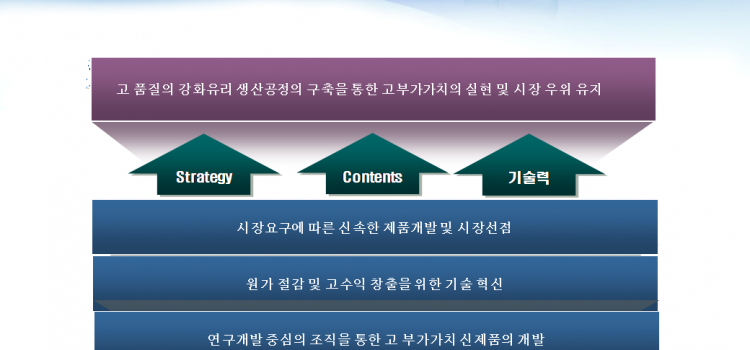 고 품질의 강화유리 생산공정의 구축을 통한 고부가가치의 실현 및 시장 우위 유지
Strategy
Contents
기술력
시장요구에 따른 신속한 제품개발 및 시장선점
원가 절감 및 고수익 창출을 위한 기술 혁신
연구개발 중심의 조직을 통한 고 부가가치 신제품의 개발